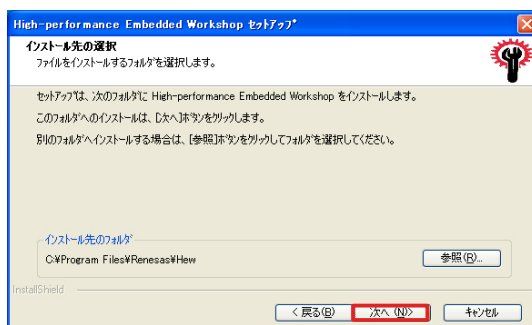 High-performance Embedded Workshop セットアップ
インストール先の選択
ファイルをインストールするフォルダを選択します。
セットアップは、次のフォルダに High-performance Embedded Workshop をインストールします。
このフォルダへのインストールは、[次へ]ボタンをクリックします。
別のフォルダへインストールする場合は、[参照]ボタンをクリックしてフォルダを選択してください。
インストール先のフォルダ
C:¥Program Files¥Renesas¥Hew
参照(R)...
InstallShield
< 戻る(B)
次へ (N)>
キャンセル